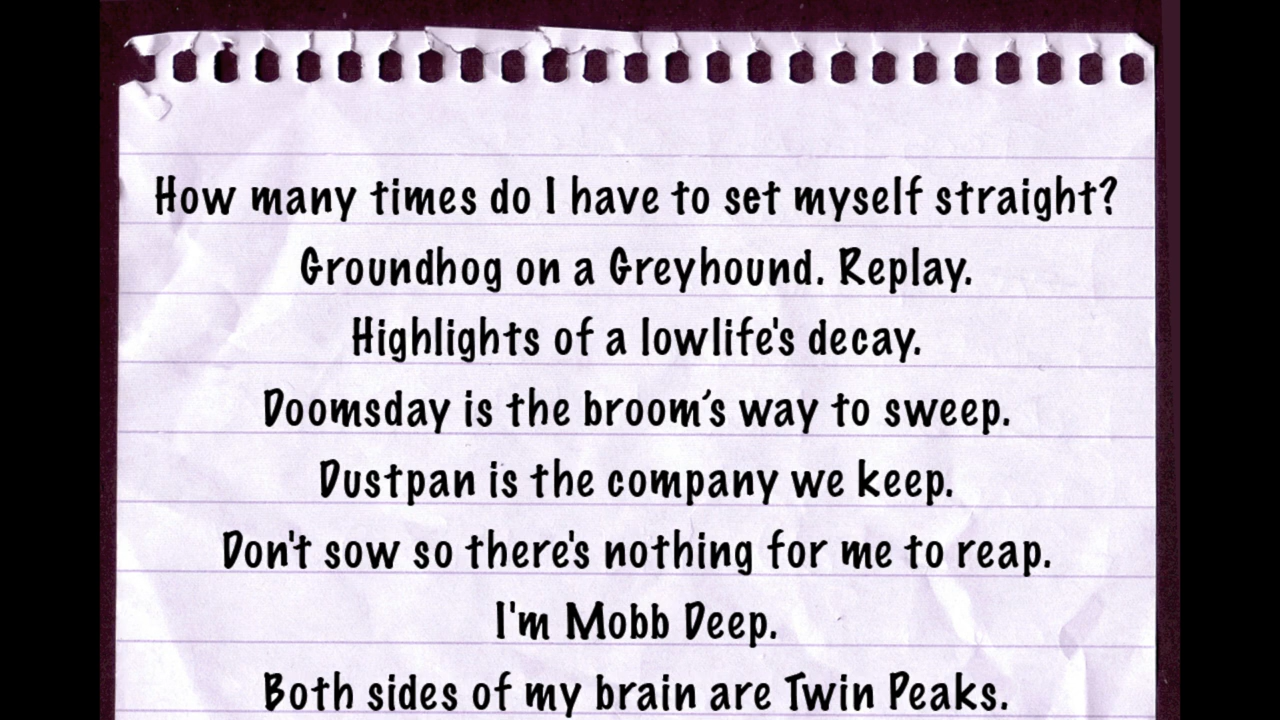 How many times do I have to set myself straight?
Groundhog on a Greyhound. Replay.
Highlights of a lowlife's decay.
Doomsday is the broom’s way to sweep.
Dustpan is the company we keep.
Don't sow so there's nothing for me to reap.
I'm Mobb Deep.
Both sides of my brain are Twin Peaks.